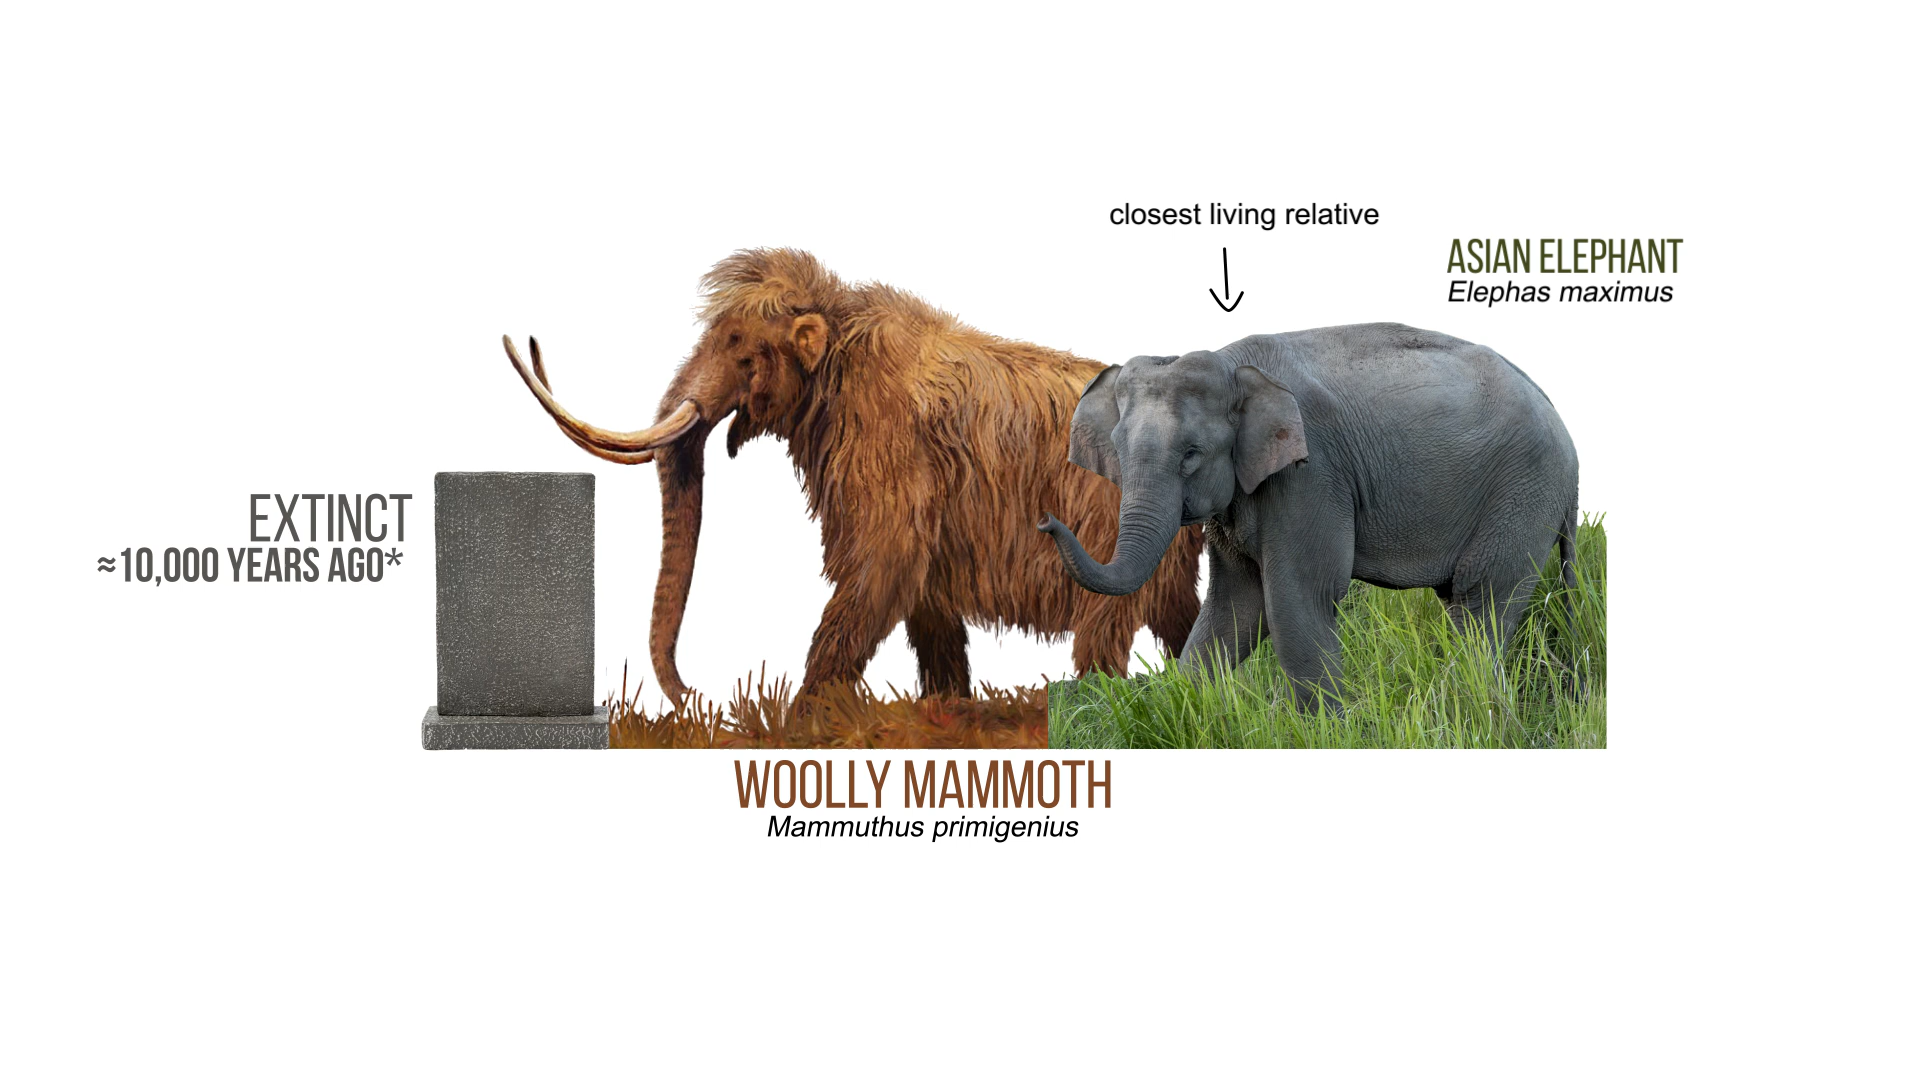 closest living relative
ASIAN ELEPHANT
Elephas maximus
EXTINCT
≈10,000 YEARS AGO*
WOOLLY MAMMOTH
Mammuthus primigenius